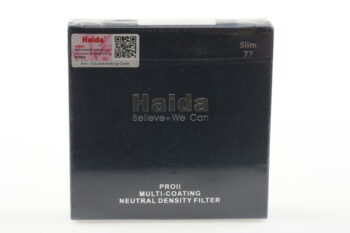 Haida
Slim
77
Haida
Believe We Can
PROII
MULTI-COATING
NEUTRAL DENSITY FILTER